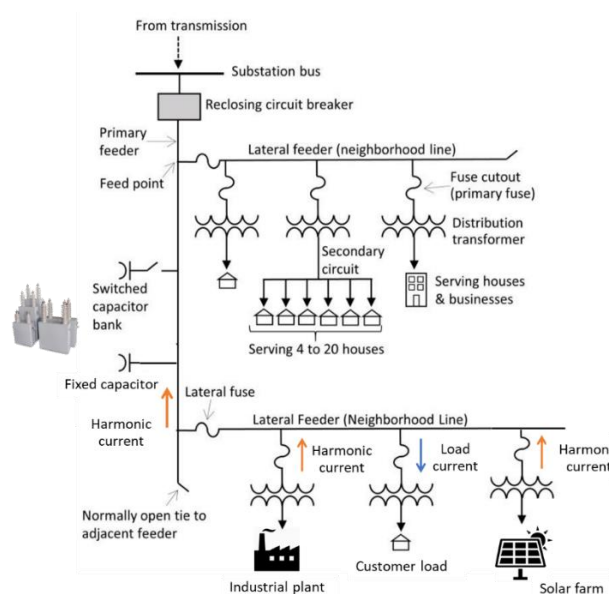 From transmission
Substation bus
Reclosing circuit breaker
Primary
feeder
Feed point
Lateral feeder (neighborhood line)
Fuse cutout
(primary fuse)
Distribution
transformer
Secondary
circuit
Switched
capacitor
bank
Serving houses
& businesses
Serving 4 to 20 houses
Fixed capacitor
Lateral fuse
Harmonic
current
Lateral Feeder (Neighborhood Line)
Harmonic
current
Load
current
Harmo
current
Normally open tie to
adjacent feeder
Industrial plant
Customer load
Solar farm